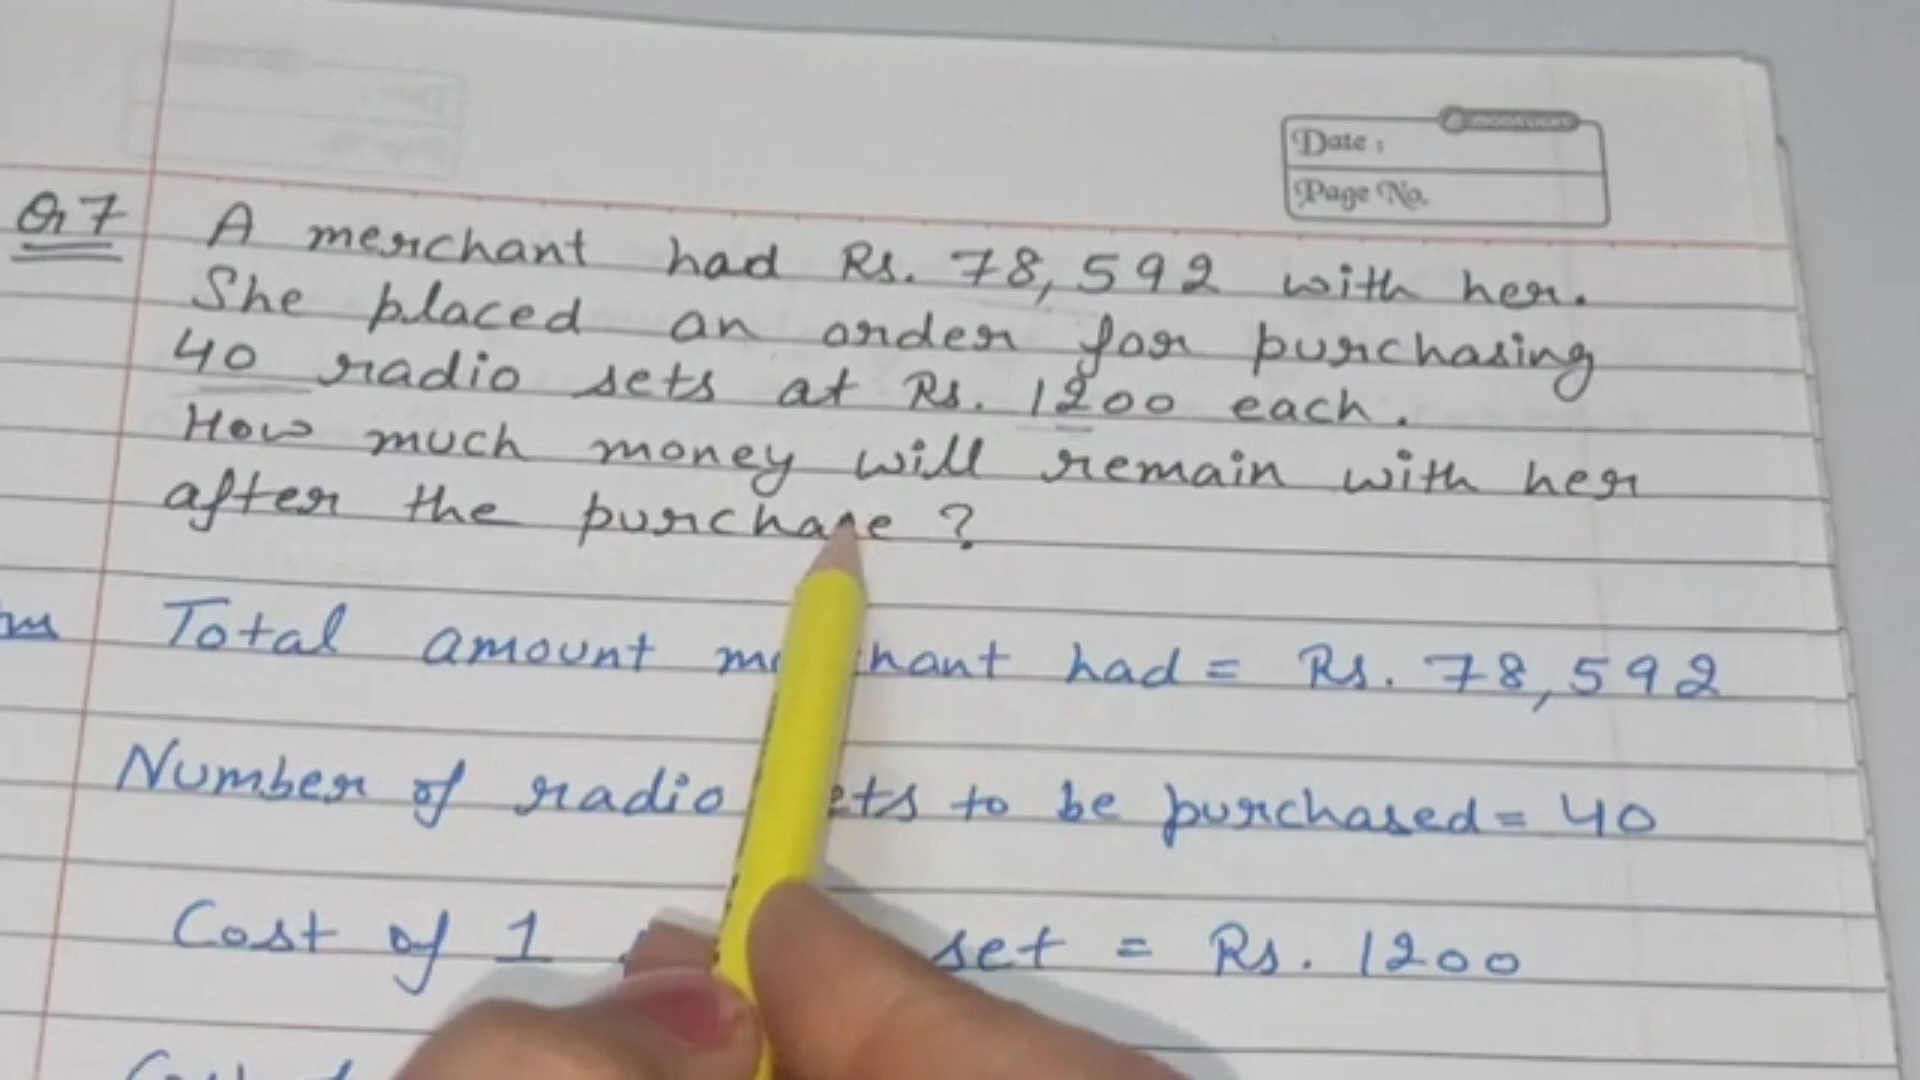 Date :
Page No.
Qn 7 A merchant had Rs. 78,592 with her.
She placed an order for purchasing
40 radio sets at Rs. 1200 each.
How much money will remain with her
after the purchase ?
Total amount hant had = Rs. 78,592
Number of radio ets to be purchased = 40
Cost of 1 set = Rs. 1200